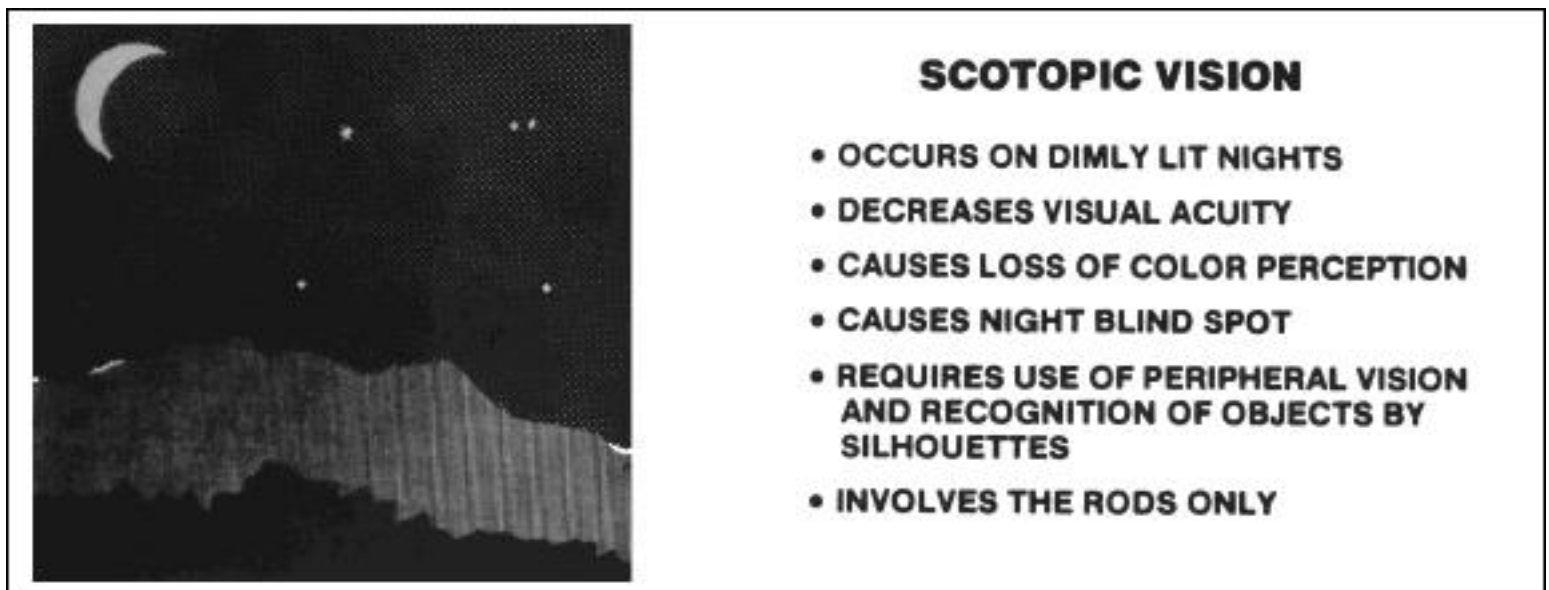 SCOTOPIC VISION
• OCCURS ON DIMLY LIT NIGHTS
• DECREASES VISUAL ACUITY
• CAUSES LOSS OF COLOR PERCEPTION
• CAUSES NIGHT BLIND SPOT
• REQUIRES USE OF PERIPHERAL VISION
AND RECOGNITION OF OBJECTS BY
SILHOUETTES
• INVOLVES THE RODS ONLY